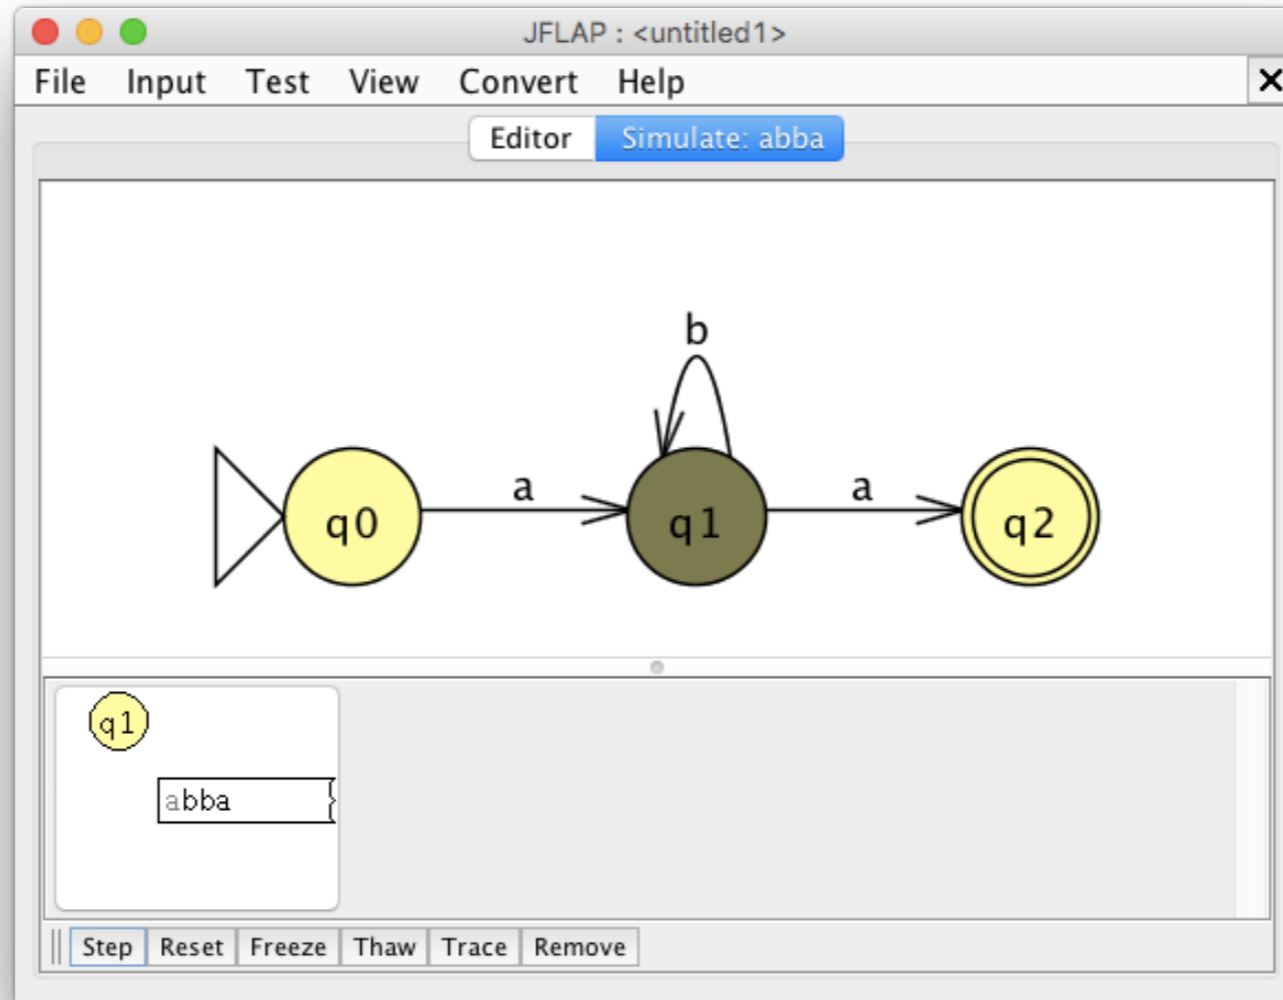 JFLAP : <untitled1>
File Input Test View Convert Help
Editor Simulate: abba
b
a a
q0 q1 q2
q1
abba
Step Reset Freeze Thaw Trace Remove